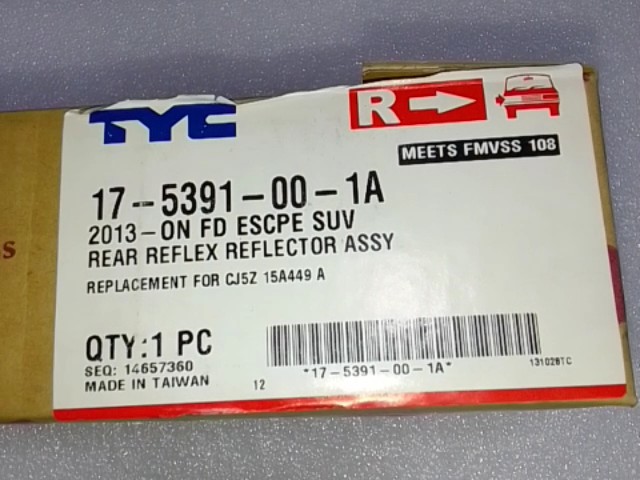 TYC
R
MEETS FMVSS 108
17-5391-00-1A
2013-ON FD ESCPE SUV
REAR REFLEX REFLECTOR ASSY
REPLACEMENT FOR CJ5Z 15A449 A
QTY:1 PC
SEQ: 14657360
MADE IN TAIWAN
12
*17-5391-00-1A*
131028TC
s